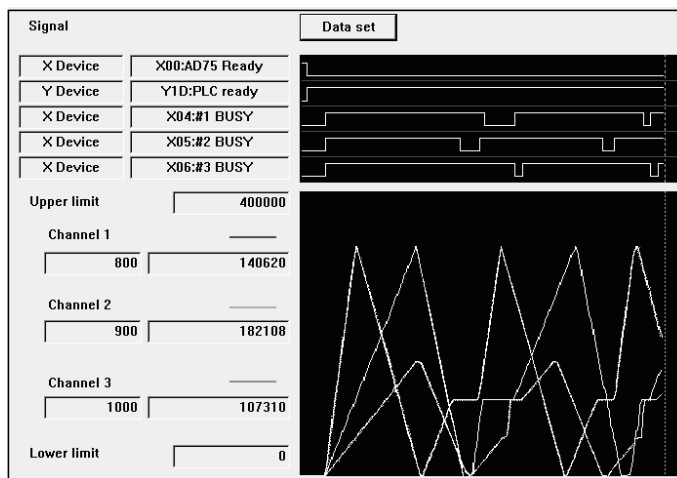 Signal Data set
X Device X00:AD75 Ready
Y Device Y1D:PLC ready
X Device X04:#1 BUSY
X Device X05:#2 BUSY
X Device X06:#3 BUSY
Upper limit 400000
Channel 1
800 140620
Channel 2
900 182108
Channel 3
1000 107310
Lower limit 0